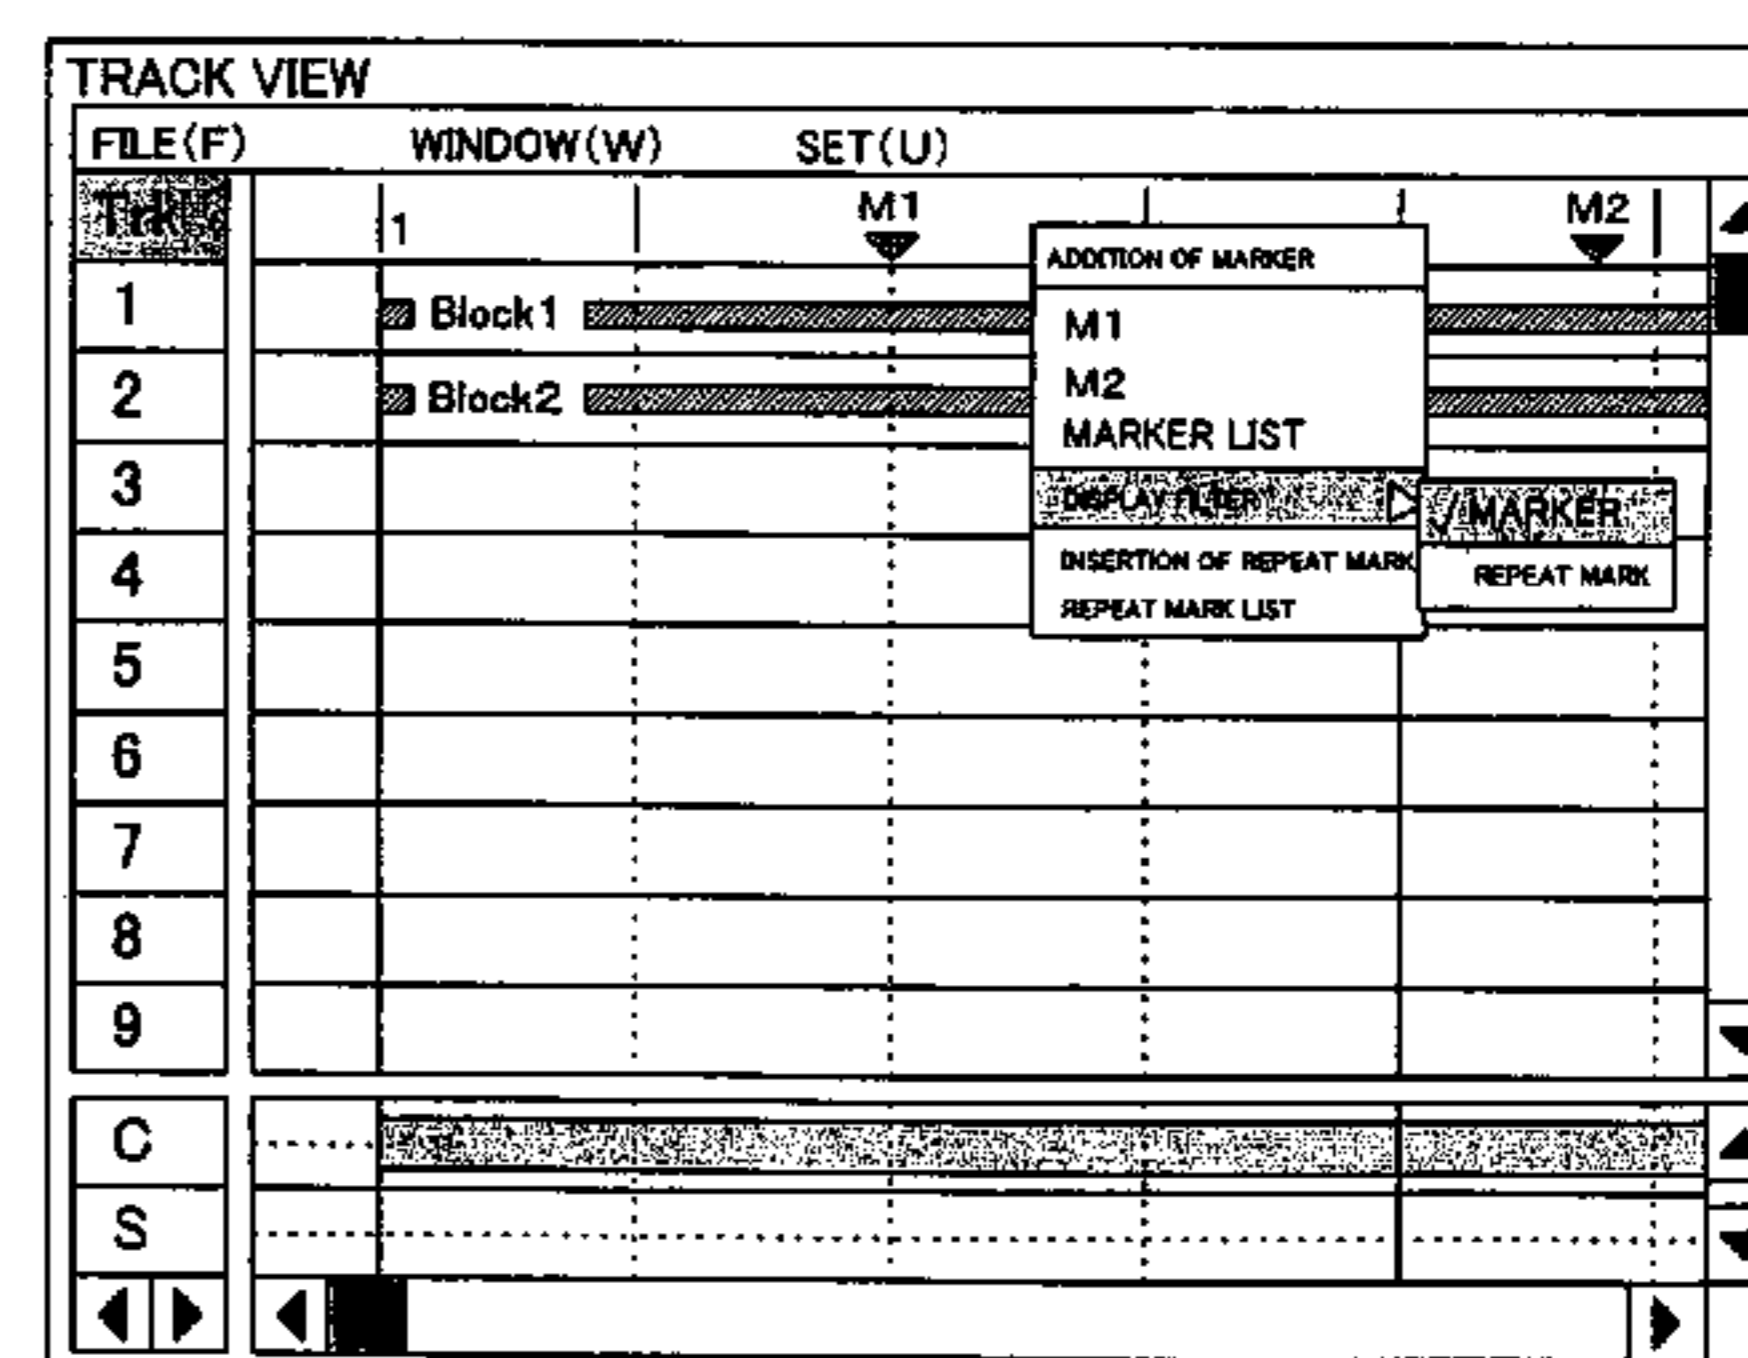 TRACK VIEW
FILE(F) WINDOW(W) SET(U)
Trk
1 M1 M2
ADDITION OF MARKER
1 Block1
M1
2 Block2
M2
MARKER LIST
3
DISPLAY FILTER
√ MARKER
4
INSERTION OF REPEAT MARK
REPEAT MARK
REPEAT MARK LIST
5
6
7
8
9
C
S